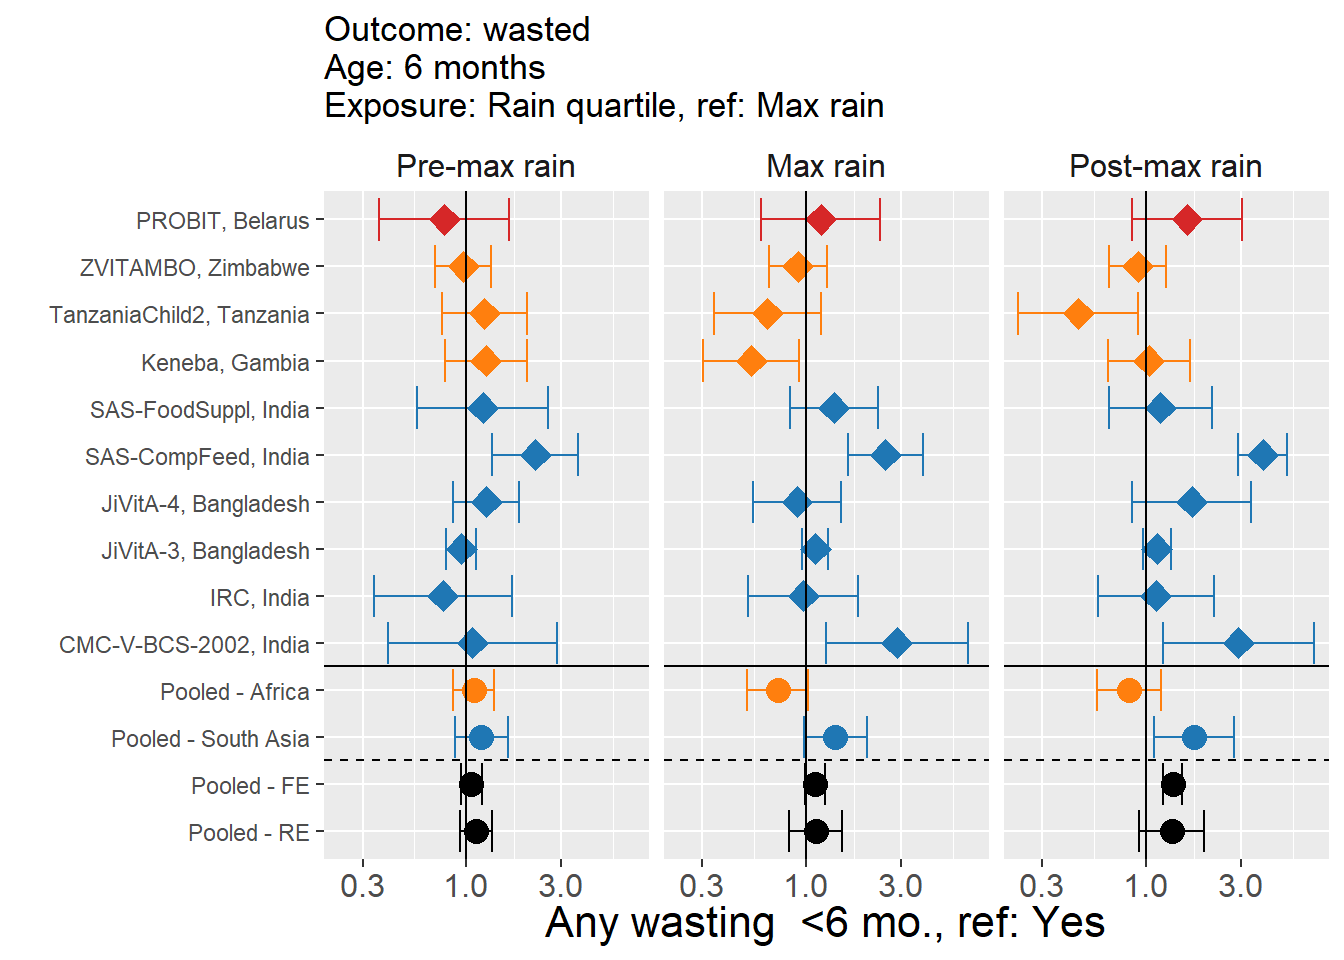 Outcome: wasted
Age: 6 months
Exposure: Rain quartile, ref: Max rain
Pre-max rain
Max rain
Post-max rain
PROBIT, Belarus
ZVITAMBO, Zimbabwe
TanzaniaChild2, Tanzania
Keneba, Gambia
SAS-FoodSuppl, India
SAS-CompFeed, India
JiVitA-4, Bangladesh
JiVitA-3, Bangladesh
IRC, India
CMC-V-BCS-2002, India
Pooled - Africa
Pooled - South Asia
Pooled - FE
Pooled - RE
0.3 1.0 3.0 0.3 1.0 3.0 0.3 1.0 3.0
Any wasting  <6 mo., ref: Yes